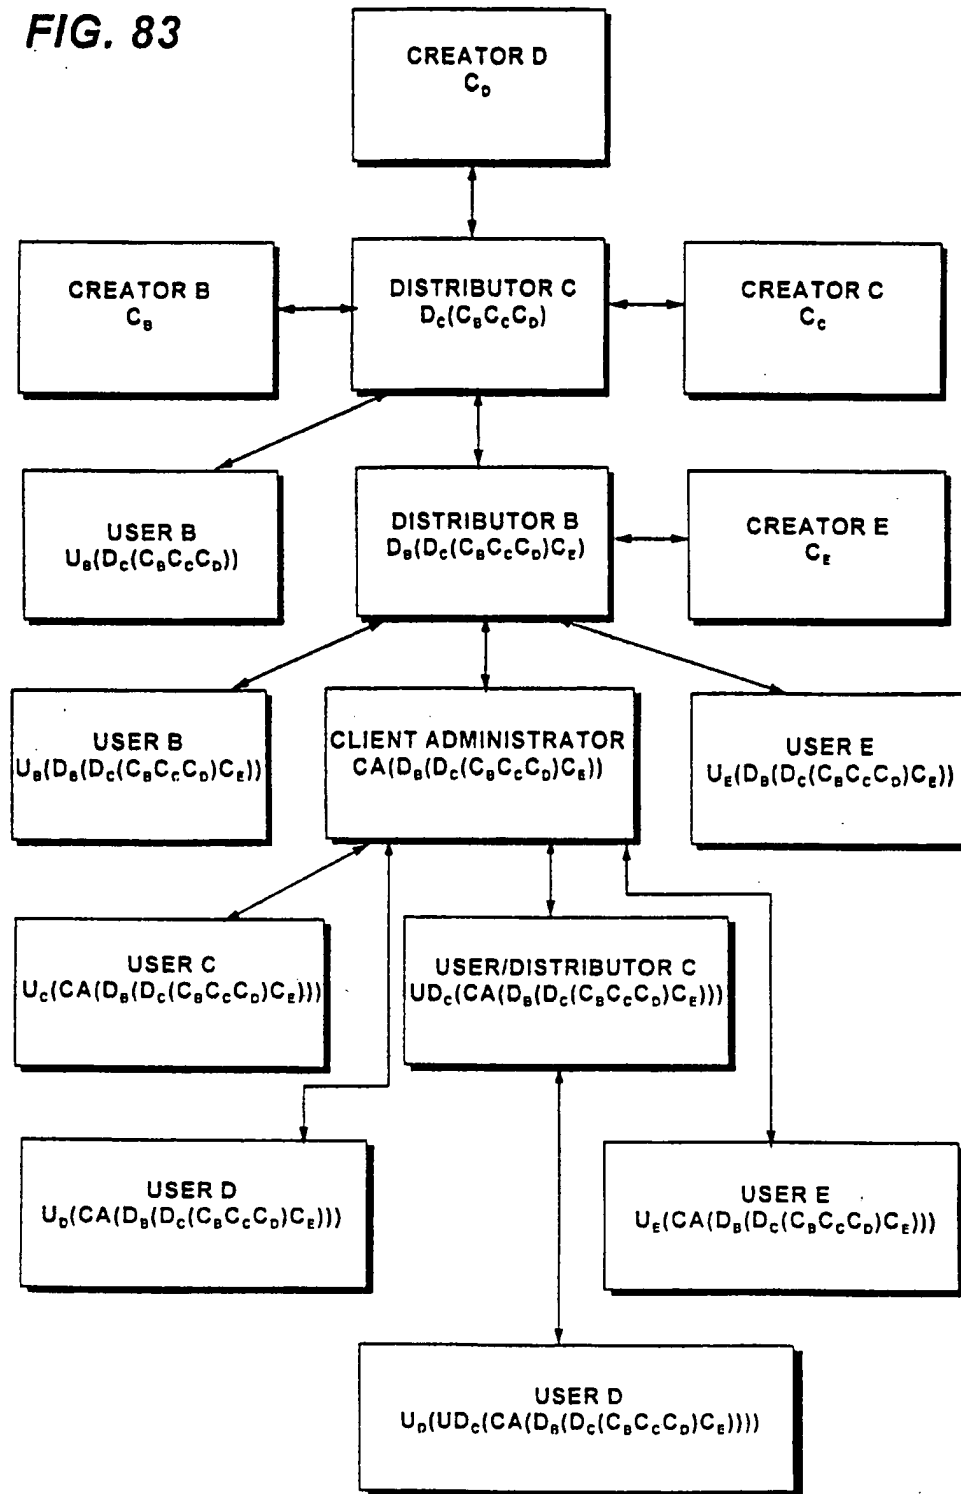 FIG. 83
CREATOR D
C_D
CREATOR B
C_B
DISTRIBUTOR C
D_C(C_BC_CC_D)
CREATOR C
C_C
USER B
U_B(D_C(C_BC_CC_D))
DISTRIBUTOR B
D_B(D_C(C_BC_CC_D)C_E)
CREATOR E
C_E
USER B
U_B(D_B(D_C(C_BC_CC_D)C_E))
CLIENT ADMINISTRATOR
CA(D_B(D_C(C_BC_CC_D)C_E))
USER E
U_E(D_B(D_C(C_BC_CC_D)C_E))
USER C
U_C(CA(D_B(D_C(C_BC_CC_D)C_E)))
USER/DISTRIBUTOR C
UD_C(CA(D_B(D_C(C_BC_CC_D)C_E)))
USER D
U_D(CA(D_B(D_C(C_BC_CC_D)C_E)))
USER E
U_E(CA(D_B(D_C(C_BC_CC_D)C_E)))
USER D
U_D(UD_C(CA(D_B(D_C(C_BC_CC_D)C_E))))